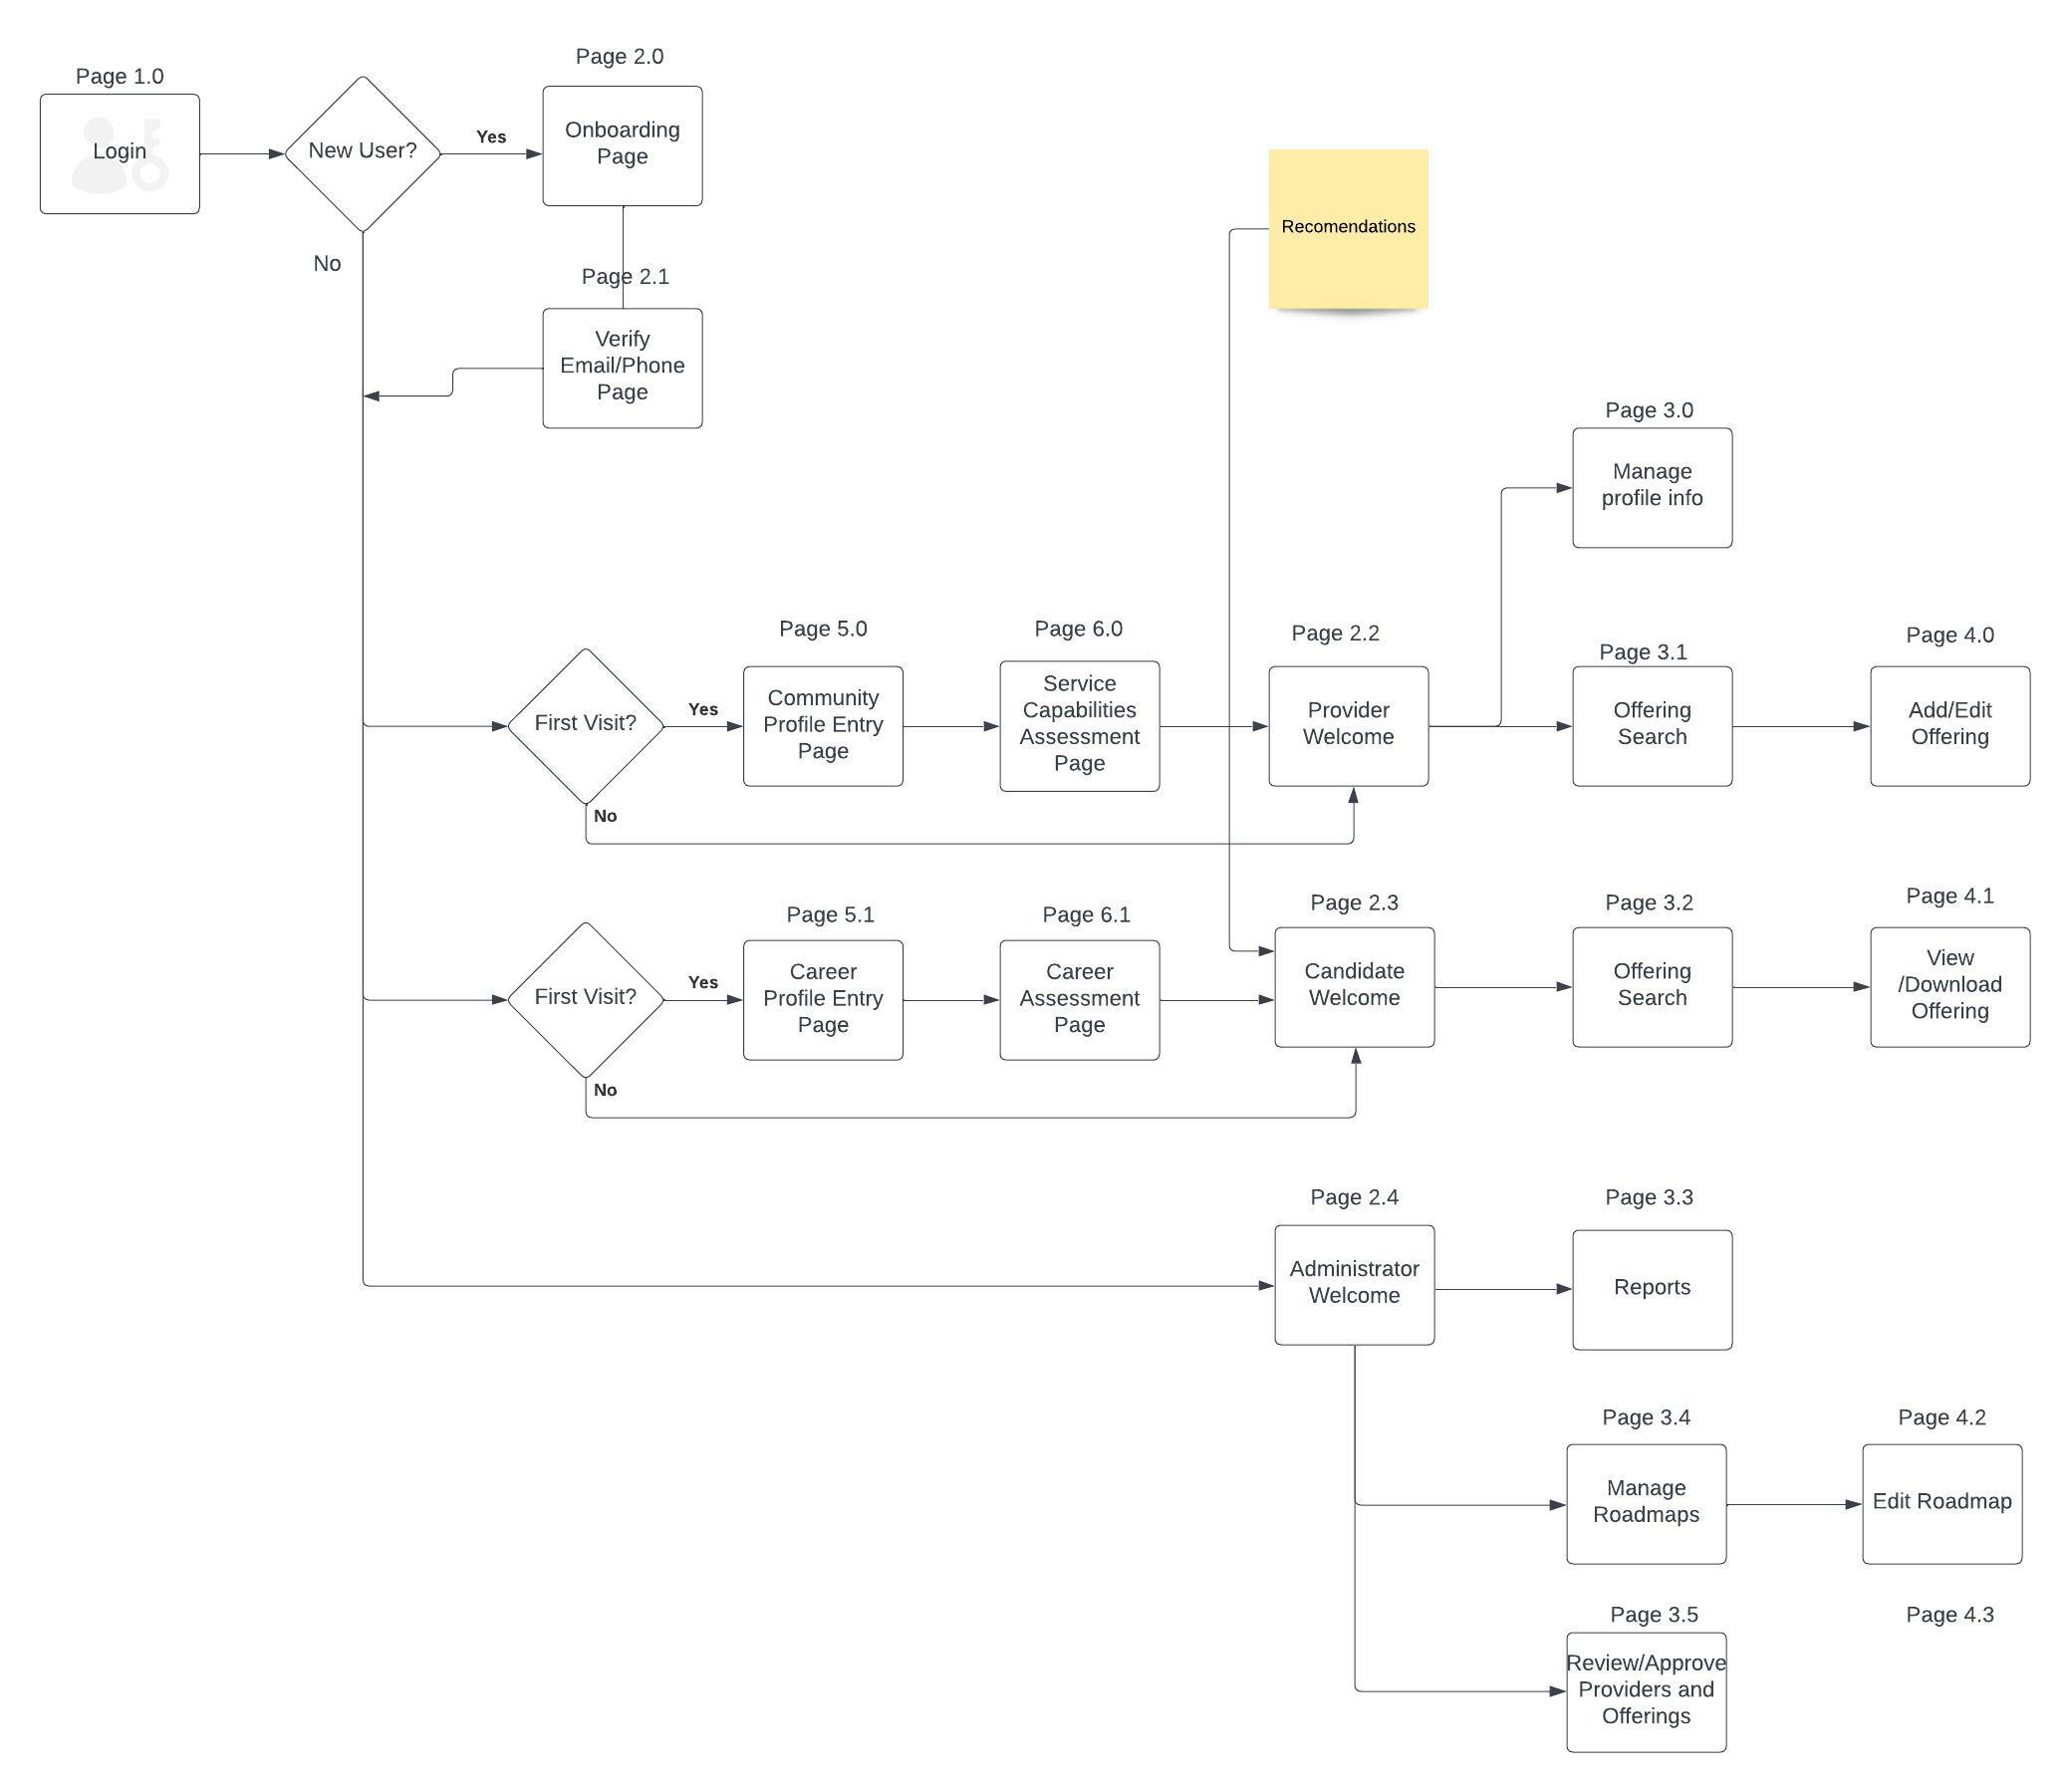 Page 1.0
Login
New User?
Yes
No
Page 2.0
Onboarding
Page
Page 2.1
Verify
Email/Phone
Page
Recomendations
Page 3.0
Manage
profile info
First Visit?
Yes
No
Page 5.0
Community
Profile Entry
Page
Page 6.0
Service
Capabilities
Assessment
Page
Page 2.2
Provider
Welcome
Page 3.1
Offering
Search
Page 4.0
Add/Edit
Offering
First Visit?
Yes
No
Page 5.1
Career
Profile Entry
Page
Page 6.1
Career
Assessment
Page
Page 2.3
Candidate
Welcome
Page 3.2
Offering
Search
Page 4.1
View
/Download
Offering
Page 2.4
Administrator
Welcome
Page 3.3
Reports
Page 3.4
Manage
Roadmaps
Page 4.2
Edit Roadmap
Page 3.5
Review/Approve
Providers and
Offerings
Page 4.3